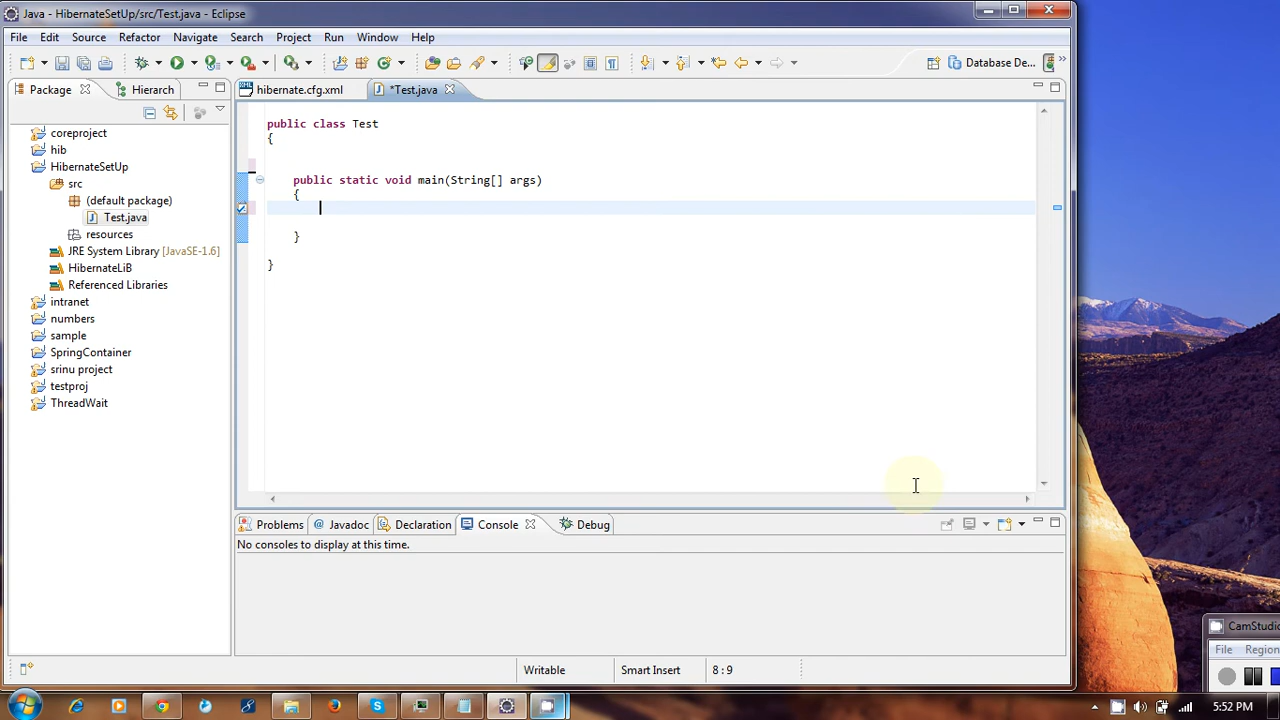 Java - HibernateSetUp/src/Test.java - Eclipse
File Edit Source Refactor Navigate Search Project Run Window Help
Database De...
Package
Hierarch
hibernate.cfg.xml
*Test.java
coreproject
hib
HibernateSetUp
src
(default package)
Test.java
resources
JRE System Library [JavaSE-1.6]
HibernateLiB
Referenced Libraries
intranet
numbers
sample
SpringContainer
srinu project
testproj
ThreadWait
public class Test
{
public static void main(String[] args)
{
}
}
Problems Javadoc Declaration Console Debug
No consoles to display at this time.
Writable Smart Insert 8:9
CamStudio
File Region
5:52 PM